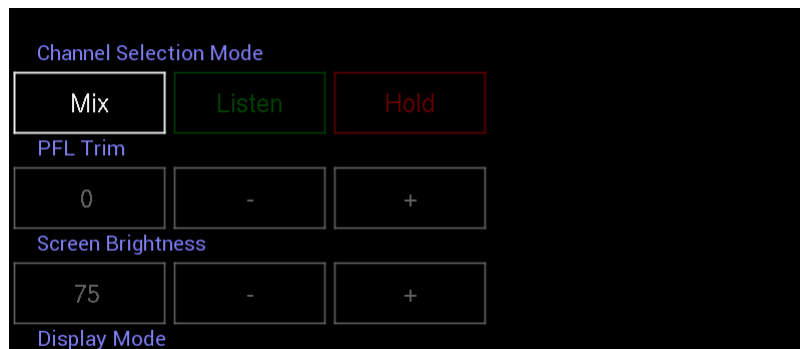 Channel Selection Mode
Mix Listen Hold
PFL Trim
0 - +
Screen Brightness
75 - +
Display Mode